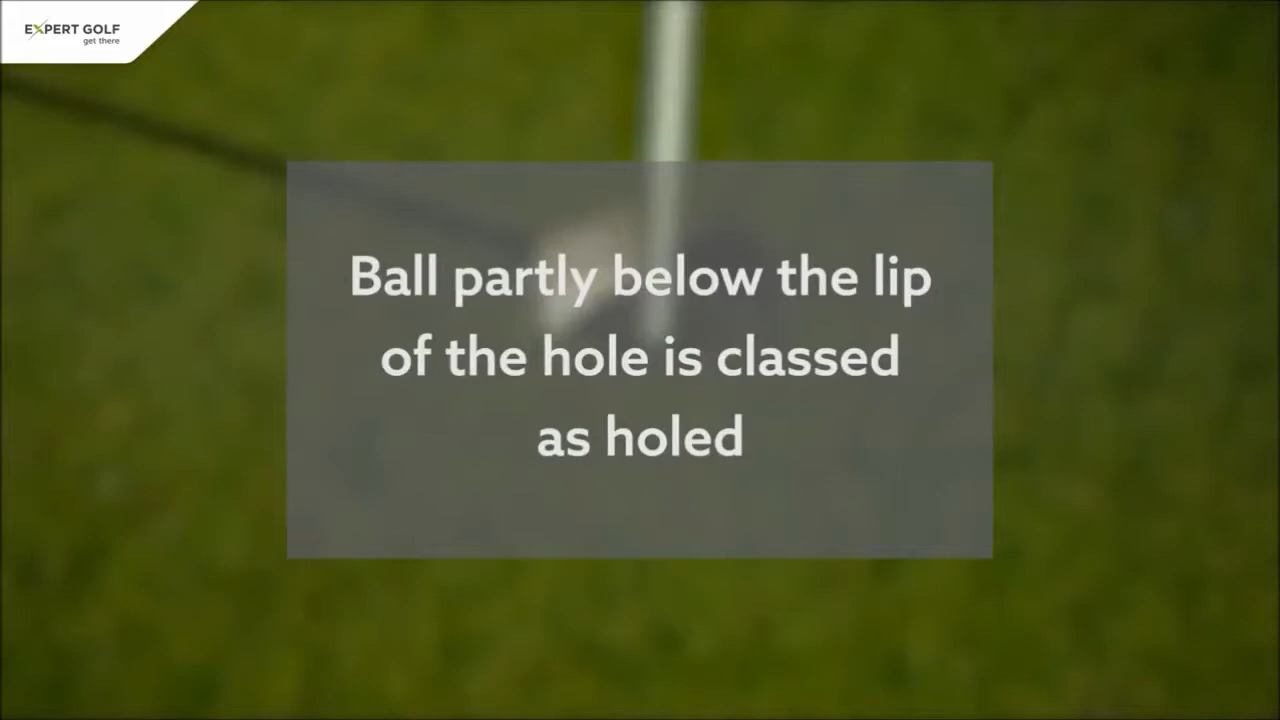 EXPERT GOLF
get there
Ball partly below the lip
of the hole is classed
as holed